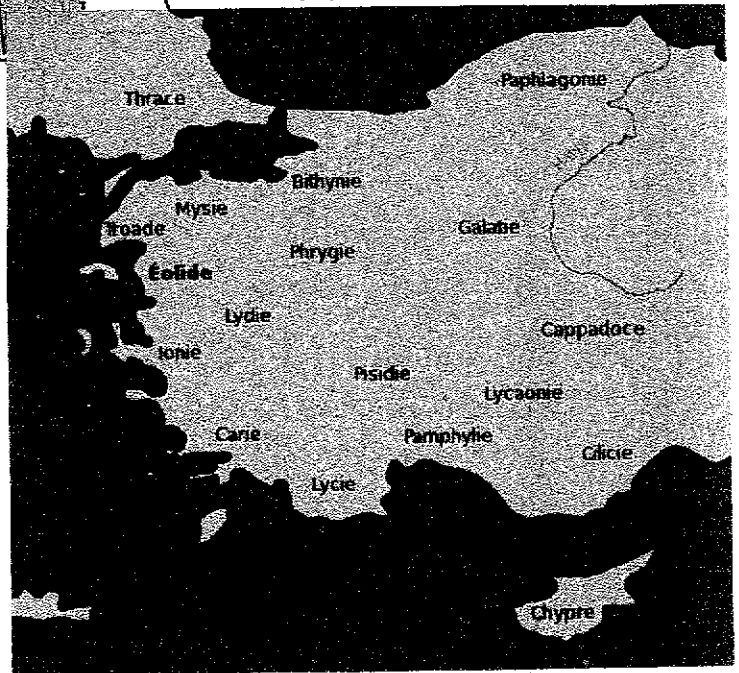 Paphlagonie
Thrace
Bithynie
Mysie
Troade
Galatie
Phrygie
Éolide
Lydie
Cappadoce
Ionie
Pisidie
Lycaonie
Carie
Pamphylie
Cilicie
Lycie
Chypre